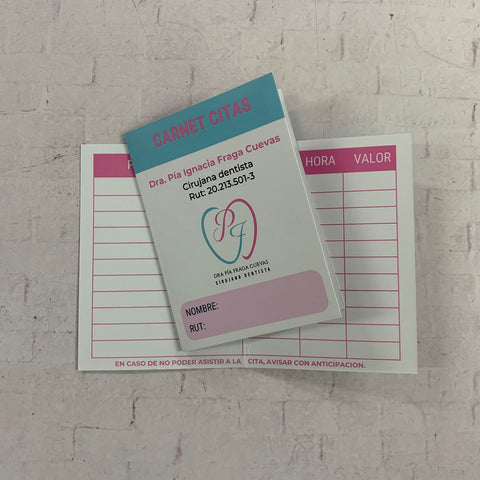 CARNET CITAS
Dra. Pía Ignacia Fraga Cuevas
Cirujana dentista
Rut: 20.213.501-3
PF
DRA PÍA FRAGA CUEVAS
CIRUJANO DENTISTA
NOMBRE:
RUT:
HORA VALOR
EN CASO DE NO PODER ASISTIR A LA CITA, AVISAR CON ANTICIPACION.